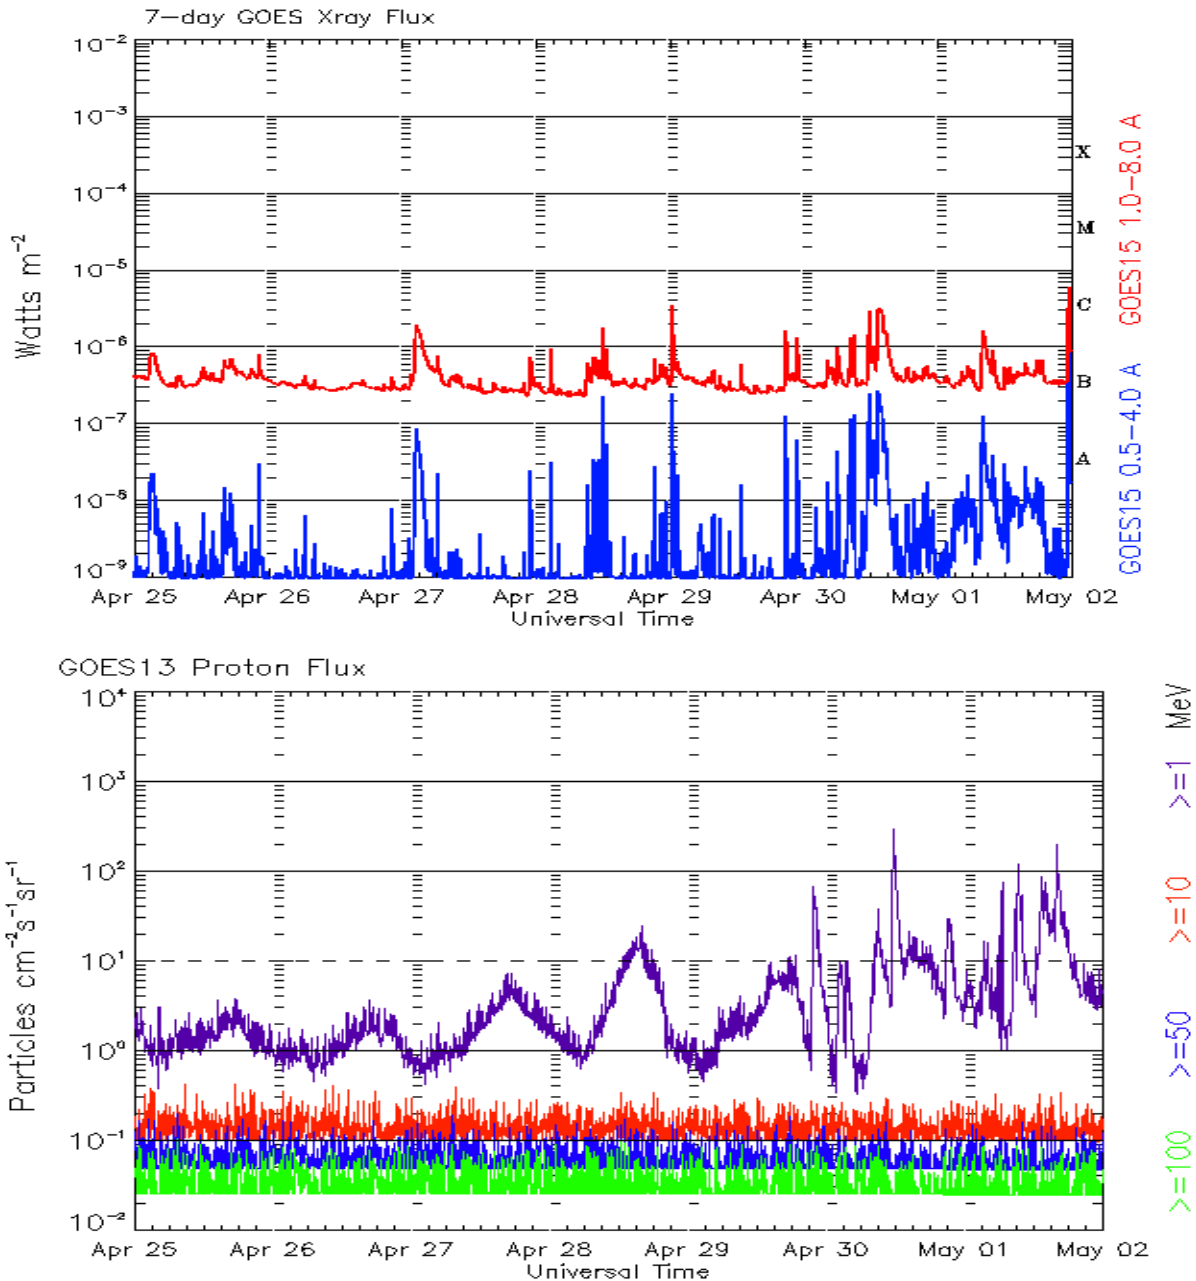 7-day GOES Xray Flux
10⁻²
10⁻³
10⁻⁴
10⁻⁵
10⁻⁶
10⁻⁷
10⁻⁸
10⁻⁹
Watts m⁻²
X
M
C
B
A
GOES15 1.0-8.0 A
GOES15 0.5-4.0 A
Apr 25 Apr 26 Apr 27 Apr 28 Apr 29 Apr 30 May 01 May 02
Universal Time
GOES13 Proton Flux
10⁴
10³
10²
10¹
10⁰
10⁻¹
10⁻²
Particles cm⁻²s⁻¹sr⁻¹
MeV
>=1
>=10
>=50
>=100
Apr 25 Apr 26 Apr 27 Apr 28 Apr 29 Apr 30 May 01 May 02
Universal Time